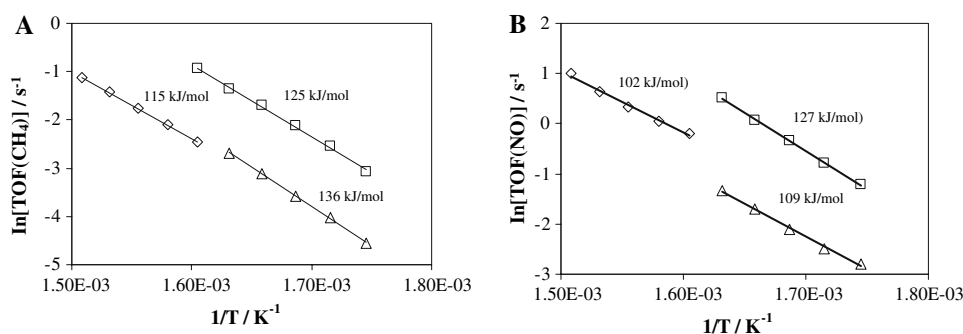 A
ln[TOF(CH4)] / s-1
0
-1
-2
-3
-4
-5
115 kJ/mol
125 kJ/mol
136 kJ/mol
1.50E-03
1.60E-03
1.70E-03
1.80E-03
1/T / K-1
B
ln[TOF(NO)] / s-1
2
1
0
-1
-2
-3
102 kJ/mol)
127 kJ/mol)
109 kJ/mol
1.50E-03
1.60E-03
1.70E-03
1.80E-03
1/T / K-1